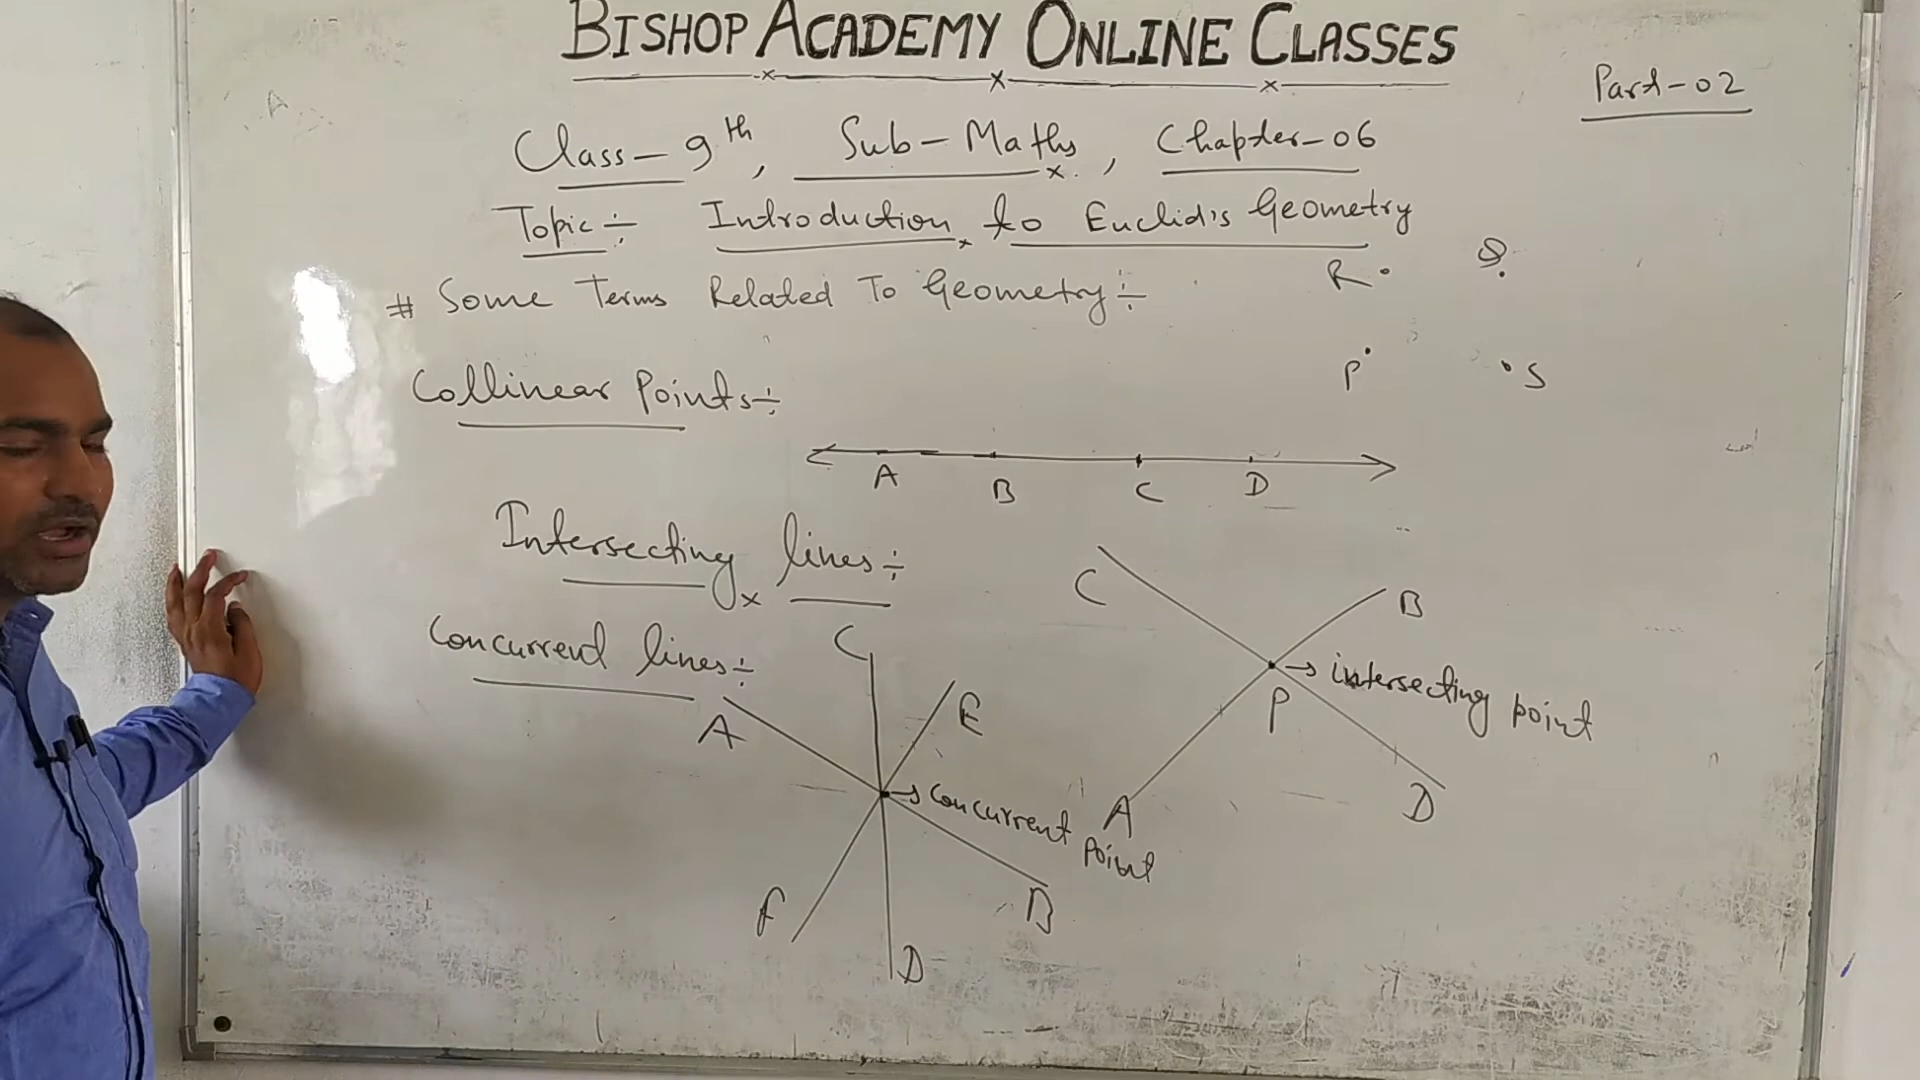 BISHOP ACADEMY ONLINE CLASSES
Part-02
Class-9th, Sub-Maths, Chapter-06
Topic÷ Introduction to Euclid's Geometry
# Some Terms Related To Geometry÷
R
P S
Collinear Points÷
A B C D
Intersecting lines÷
C B
→ intersecting point
P
A D
Concurrent lines÷
C
A E
→ concurrent point
F B
D